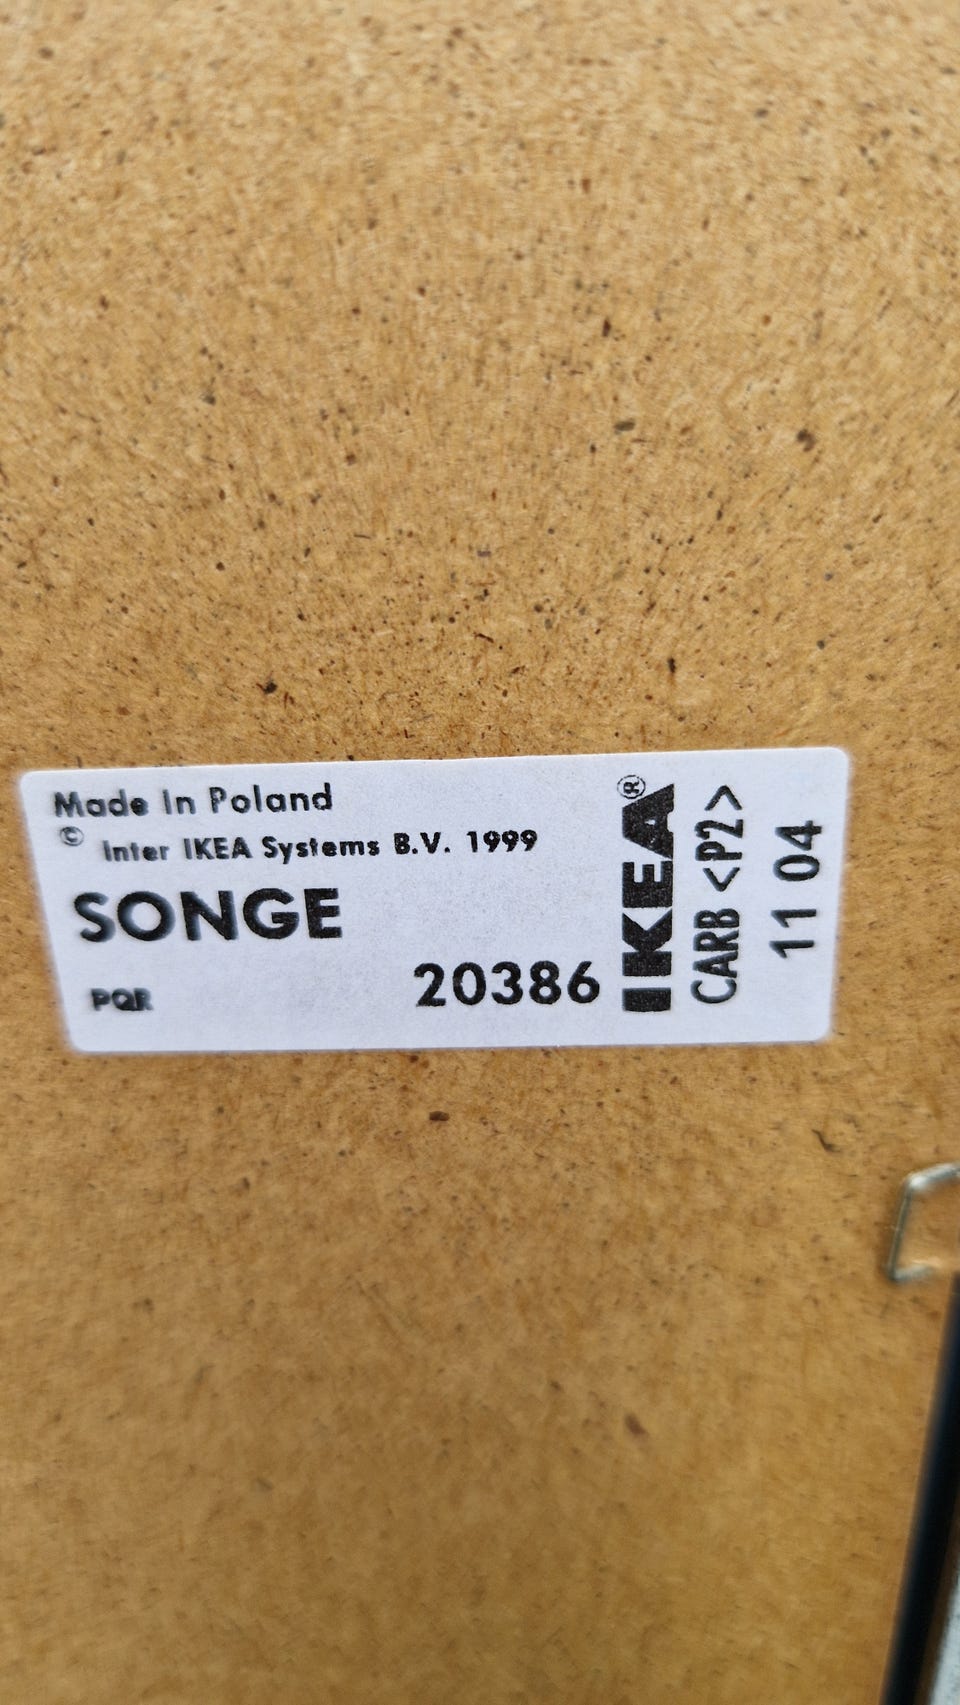 Made In Poland
© Inter IKEA Systems B.V. 1999
SONGE
PQR
20386
IKEA®
CARB <P2>
11 04